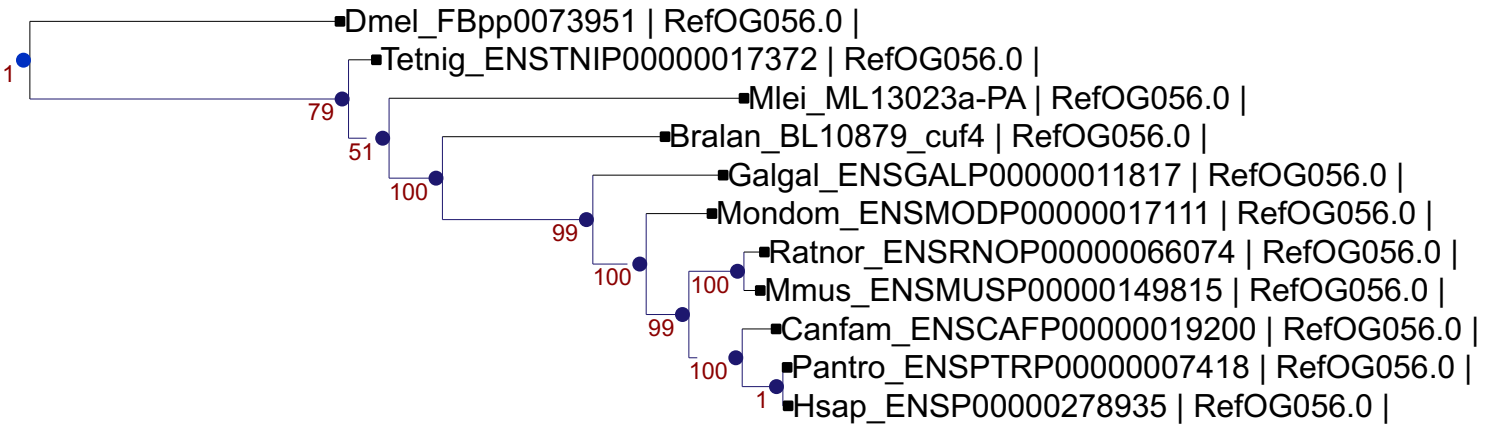 Dmel_FBpp0073951 | RefOG056.0 |
Tetnig_ENSTNIP00000017372 | RefOG056.0 |
1
Mlei_ML13023a-PA | RefOG056.0 |
79
Bralan_BL10879_cuf4 | RefOG056.0 |
51
Galgal_ENSGALP00000011817 | RefOG056.0 |
100
Mondom_ENSMODP00000017111 | RefOG056.0 |
99
Ratnor_ENSRNOP00000066074 | RefOG056.0 |
100
100
Mmus_ENSMUSP00000149815 | RefOG056.0 |
99
Canfam_ENSCAFP00000019200 | RefOG056.0 |
100
Pantro_ENSPTRP00000007418 | RefOG056.0 |
1
Hsap_ENSP00000278935 | RefOG056.0 |